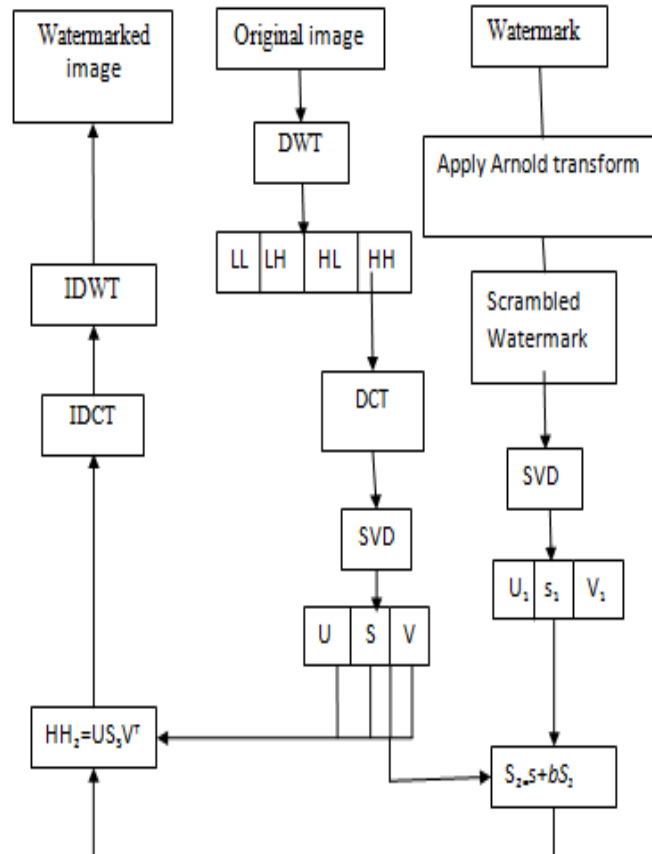 Watermarked
image
Original image
Watermark
DWT
Apply Arnold transform
LL LH HL HH
IDWT
Scrambled
Watermark
DCT
IDCT
SVD
SVD
U₁ s₁ V₁
U S V
HH₂=US₃Vᵀ
S₂₌s+bS₂